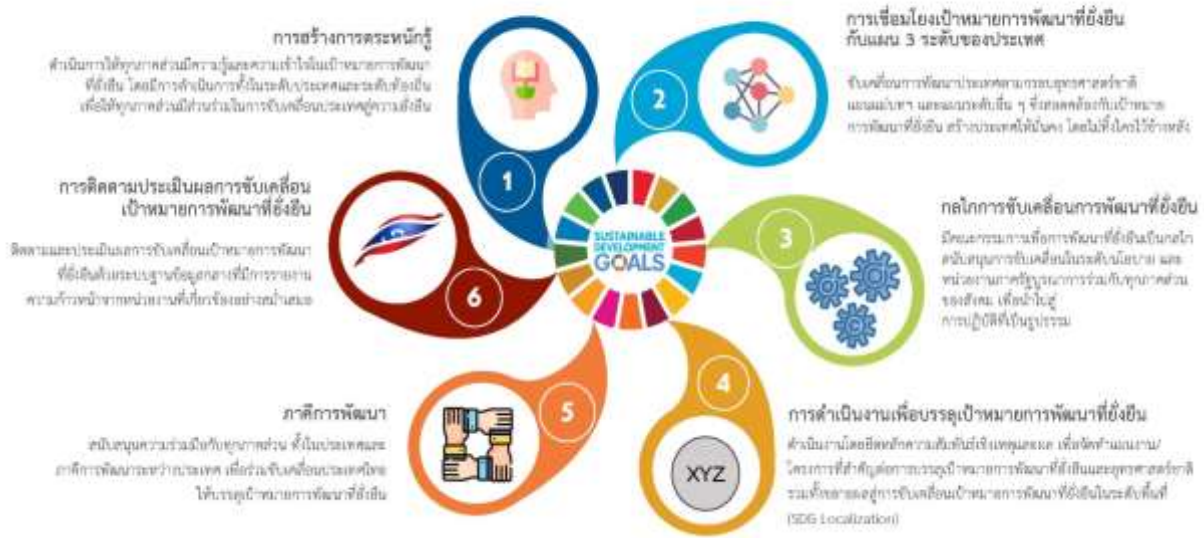 การสร้างการตระหนักรู้
ดำเนินการให้ทุกภาคส่วนมีความรู้และความเข้าใจในเป้าหมายการพัฒนา
ที่ยั่งยืน โดยมีการดำเนินการทั้งในระดับประเทศและระดับท้องถิ่น
เพื่อให้ทุกภาคส่วนมีส่วนร่วมในการขับเคลื่อนประเทศสู่ความยั่งยืน
1
การเชื่อมโยงเป้าหมายการพัฒนาที่ยั่งยืน
กับแผน 3 ระดับของประเทศ
ขับเคลื่อนการพัฒนาประเทศตามกรอบยุทธศาสตร์ชาติ
แผนแม่บทฯ และแผนระดับอื่น ๆ ซึ่งสอดคล้องกับเป้าหมาย
การพัฒนาที่ยั่งยืน สร้างประเทศให้มั่นคง โดยไม่ทิ้งใครไว้ข้างหลัง
2
กลไกการขับเคลื่อนการพัฒนาที่ยั่งยืน
มีคณะกรรมการเพื่อการพัฒนาที่ยั่งยืนเป็นกลไก
สนับสนุนการขับเคลื่อนในระดับนโยบาย และ
หน่วยงานภาครัฐบูรณาการร่วมกับทุกภาคส่วน
ของสังคม เพื่อนำไปสู่
การปฏิบัติที่เป็นรูปธรรม
3
SUSTAINABLE
DEVELOPMENT
GOALS
4
XYZ
การดำเนินงานเพื่อบรรลุเป้าหมายการพัฒนาที่ยั่งยืน
ดำเนินงานโดยยึดหลักความสัมพันธ์เชิงเหตุและผล เพื่อจัดทำแผนงาน/
โครงการที่สำคัญต่อการบรรลุเป้าหมายการพัฒนาที่ยั่งยืนและยุทธศาสตร์ชาติ
รวมทั้งขยายผลสู่การขับเคลื่อนเป้าหมายการพัฒนาที่ยั่งยืนในระดับพื้นที่
(SDG Localization)
5
ภาคีการพัฒนา
สนับสนุนความร่วมมือกับทุกภาคส่วน ทั้งในประเทศและ
ภาคีการพัฒนาระหว่างประเทศ เพื่อร่วมขับเคลื่อนประเทศไทย
ให้บรรลุเป้าหมายการพัฒนาที่ยั่งยืน
6
การติดตามประเมินผลการขับเคลื่อน
เป้าหมายการพัฒนาที่ยั่งยืน
ติดตามและประเมินผลการขับเคลื่อนเป้าหมายการพัฒนา
ที่ยั่งยืนด้วยระบบฐานข้อมูลกลางที่มีการรายงาน
ความก้าวหน้าจากหน่วยงานที่เกี่ยวข้องอย่างสม่ำเสมอ